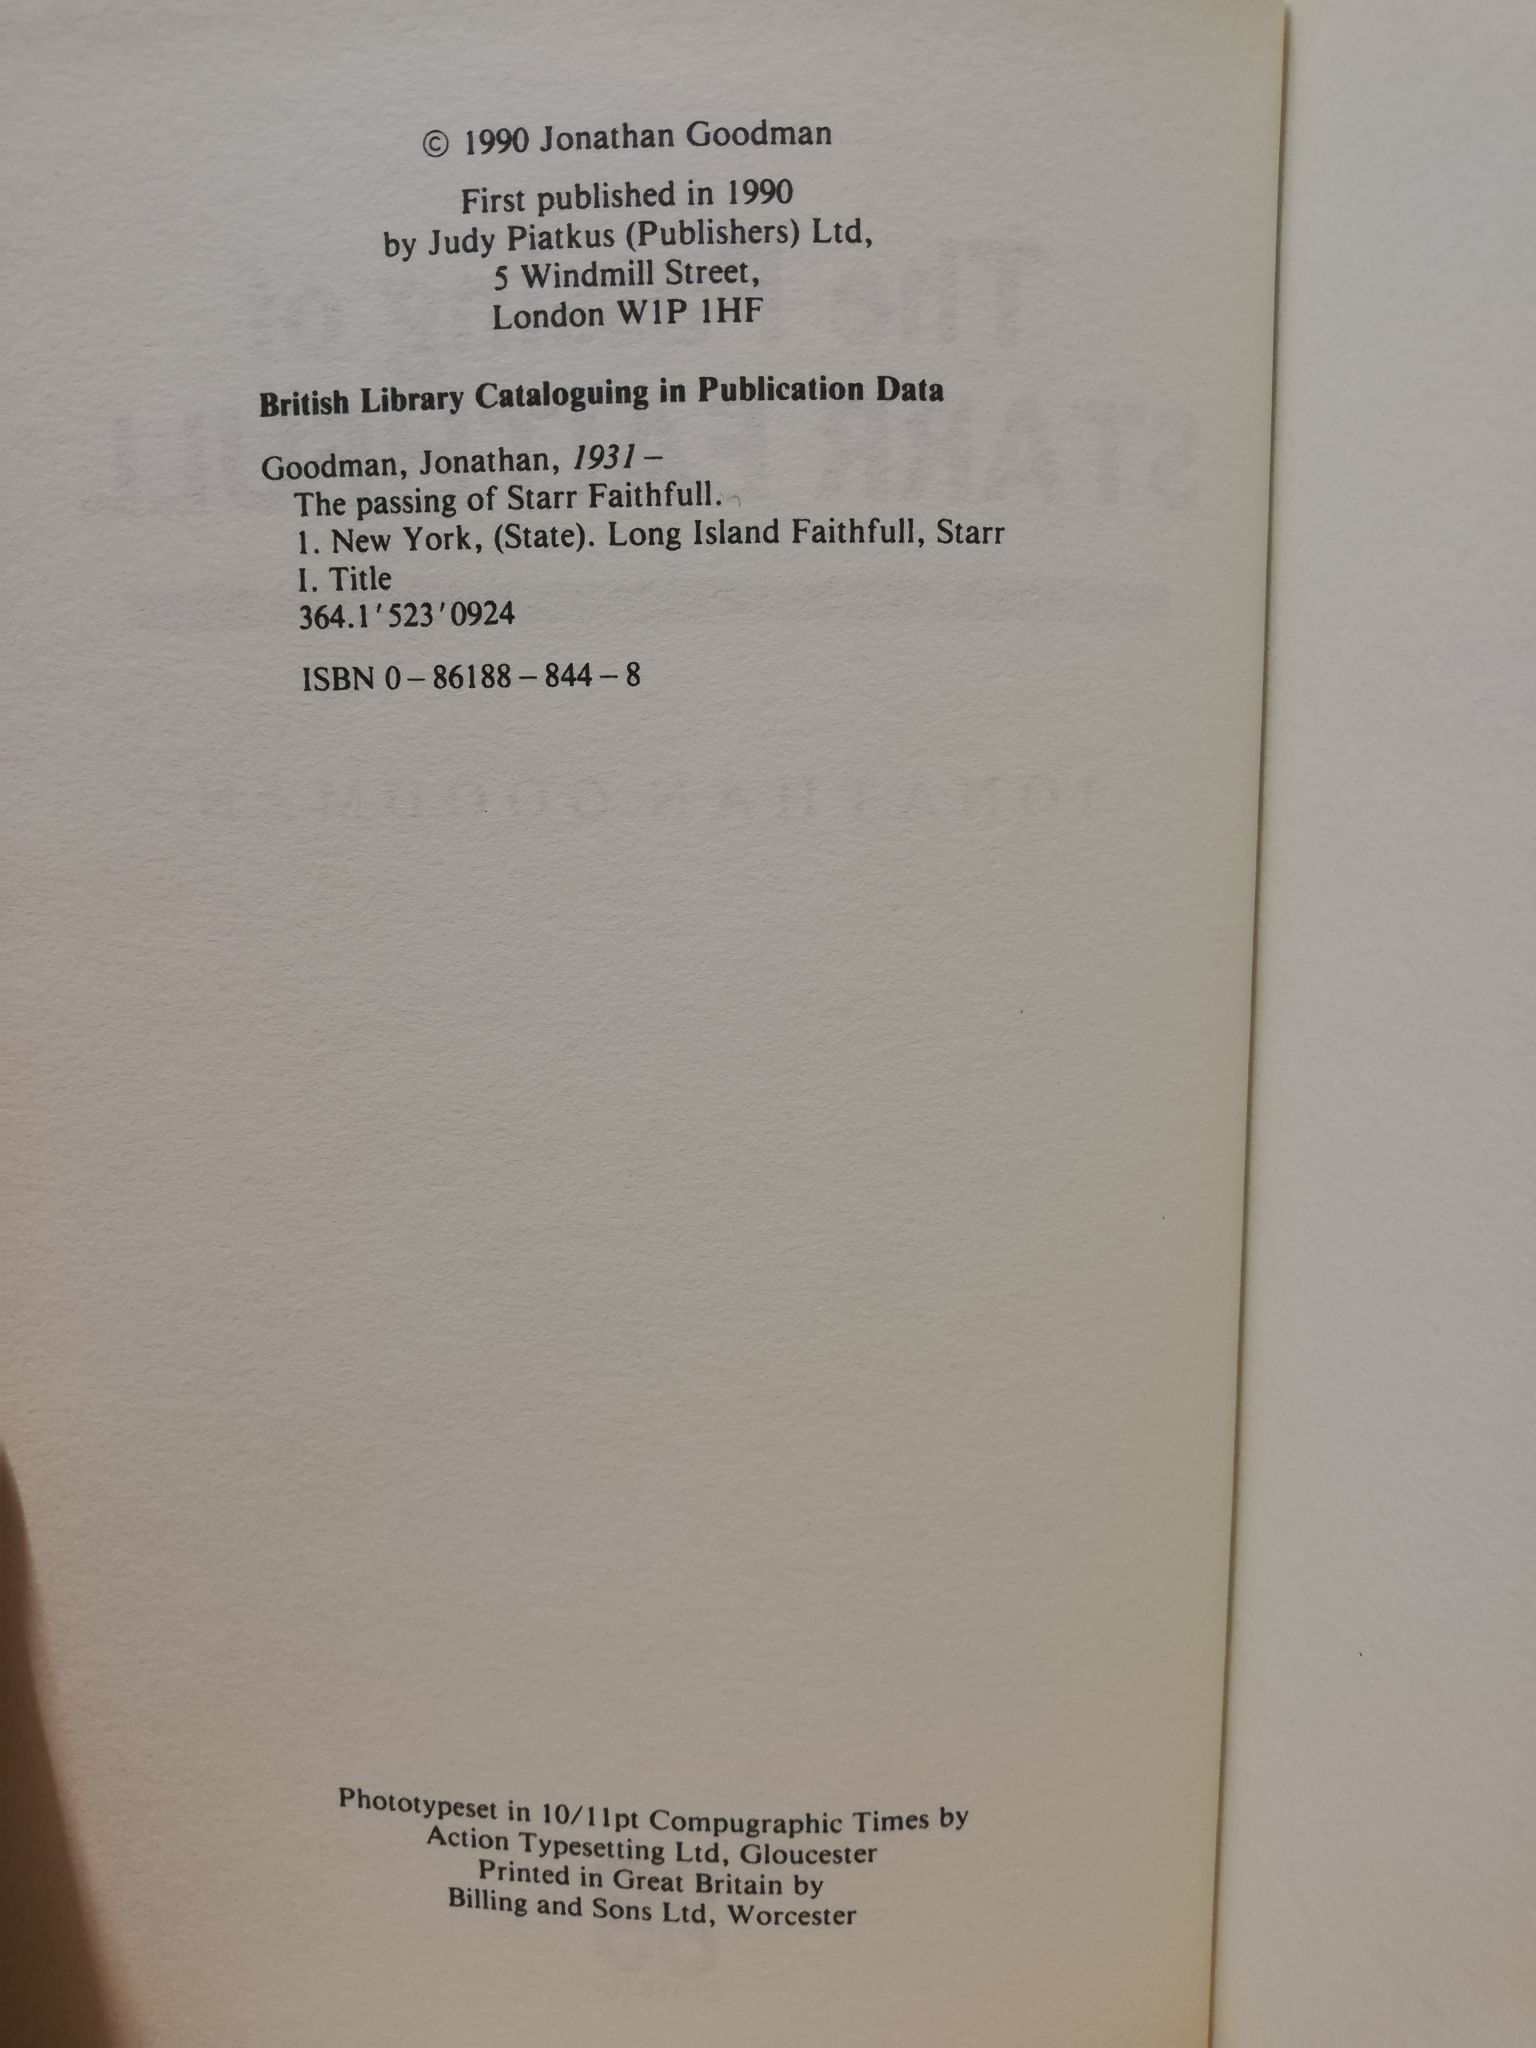 © 1990 Jonathan Goodman
First published in 1990
by Judy Piatkus (Publishers) Ltd,
5 Windmill Street,
London W1P 1HF
British Library Cataloguing in Publication Data
Goodman, Jonathan, 1931 –
The passing of Starr Faithfull.
1. New York, (State). Long Island Faithfull, Starr
I. Title
364.1'523'0924
ISBN 0 – 86188 – 844 – 8
Phototypeset in 10/11pt Compugraphic Times by
Action Typesetting Ltd, Gloucester
Printed in Great Britain by
Billing and Sons Ltd, Worcester